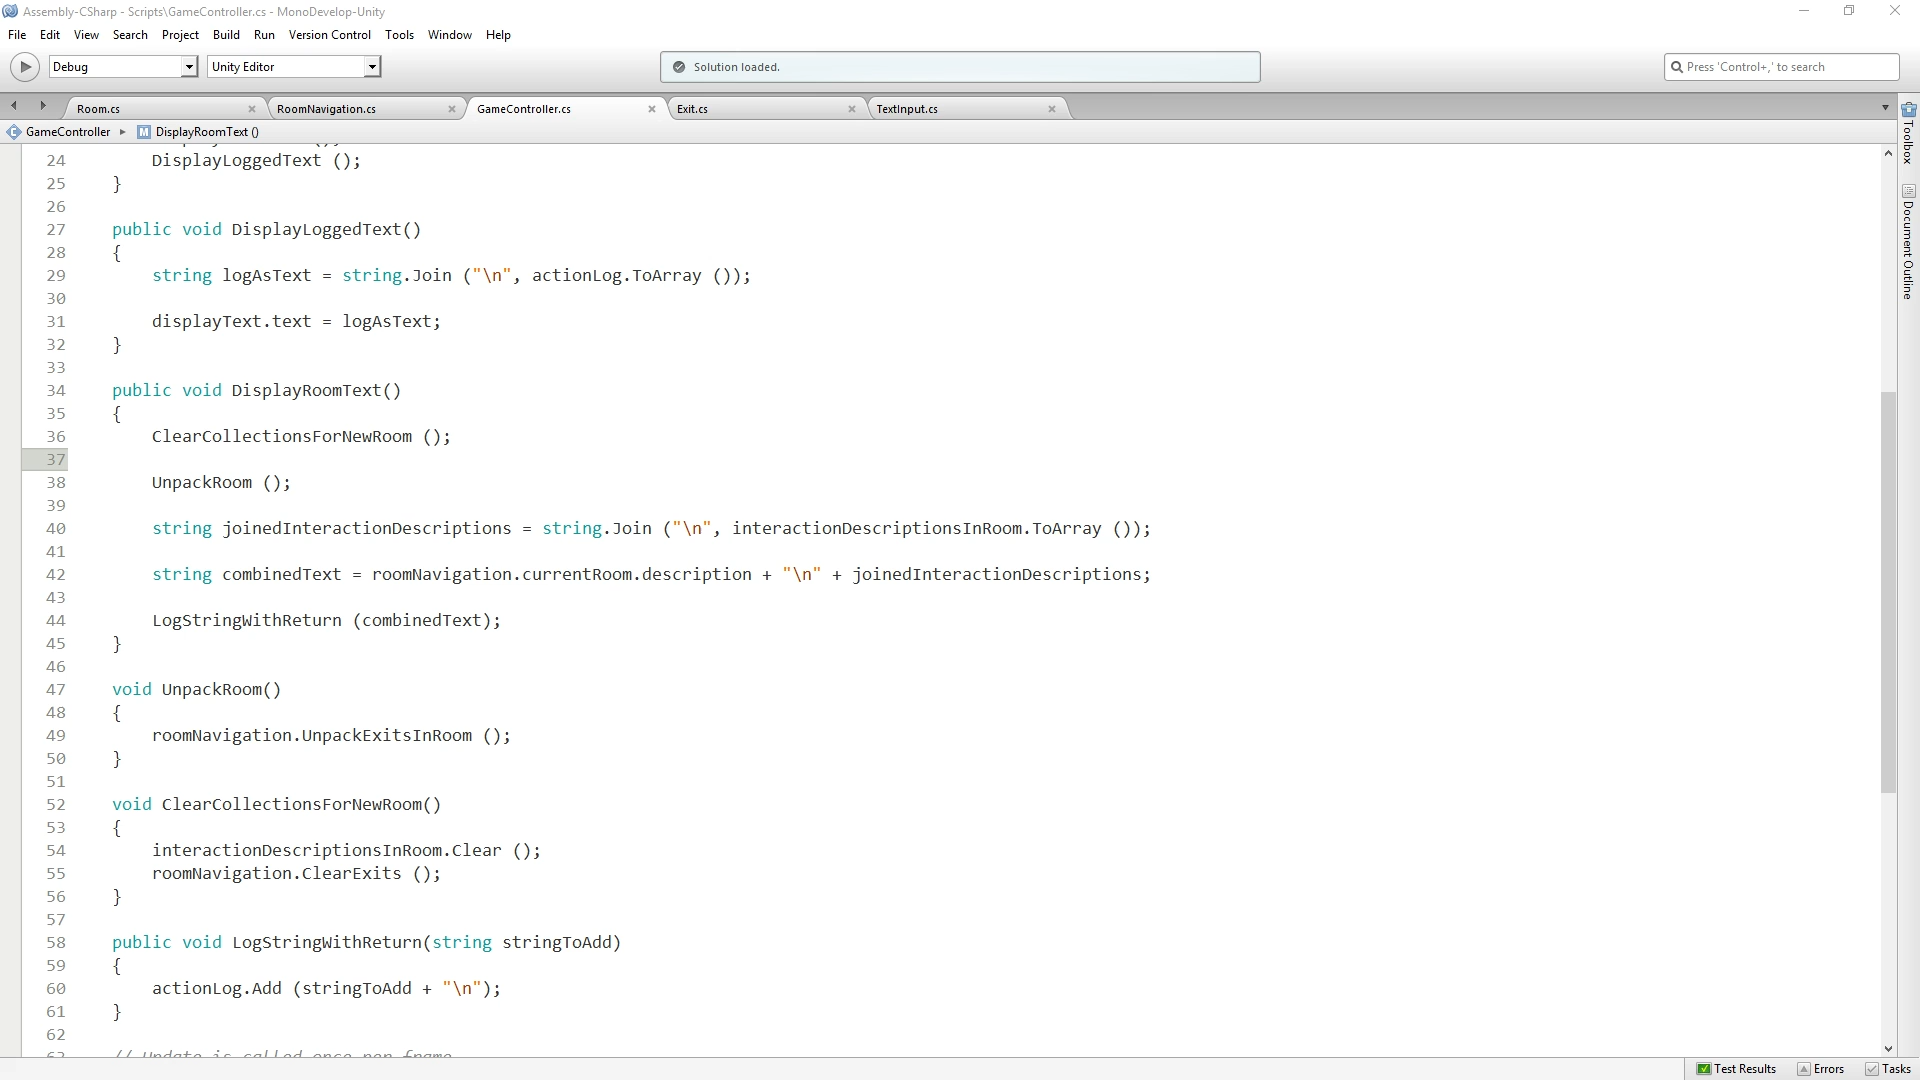 Assembly-CSharp - Scripts\GameController.cs - MonoDevelop-Unity
File Edit View Search Project Build Run Version Control Tools Window Help
Debug Unity Editor Solution loaded. Press 'Control+,' to search
Room.cs RoomNavigation.cs GameController.cs Exit.cs TextInput.cs
GameController DisplayRoomText ()
Toolbox
Document Outline
24 DisplayLoggedText ();
25 }
26
27 public void DisplayLoggedText()
28 {
29 string logAsText = string.Join ("\n", actionLog.ToArray ());
30
31 displayText.text = logAsText;
32 }
33
34 public void DisplayRoomText()
35 {
36 ClearCollectionsForNewRoom ();
37
38 UnpackRoom ();
39
40 string joinedInteractionDescriptions = string.Join ("\n", interactionDescriptionsInRoom.ToArray ());
41
42 string combinedText = roomNavigation.currentRoom.description + "\n" + joinedInteractionDescriptions;
43
44 LogStringWithReturn (combinedText);
45 }
46
47 void UnpackRoom()
48 {
49 roomNavigation.UnpackExitsInRoom ();
50 }
51
52 void ClearCollectionsForNewRoom()
53 {
54 interactionDescriptionsInRoom.Clear ();
55 roomNavigation.ClearExits ();
56 }
57
58 public void LogStringWithReturn(string stringToAdd)
59 {
60 actionLog.Add (stringToAdd + "\n");
61 }
62
63 // Update is called once per frame
Test Results Errors Tasks